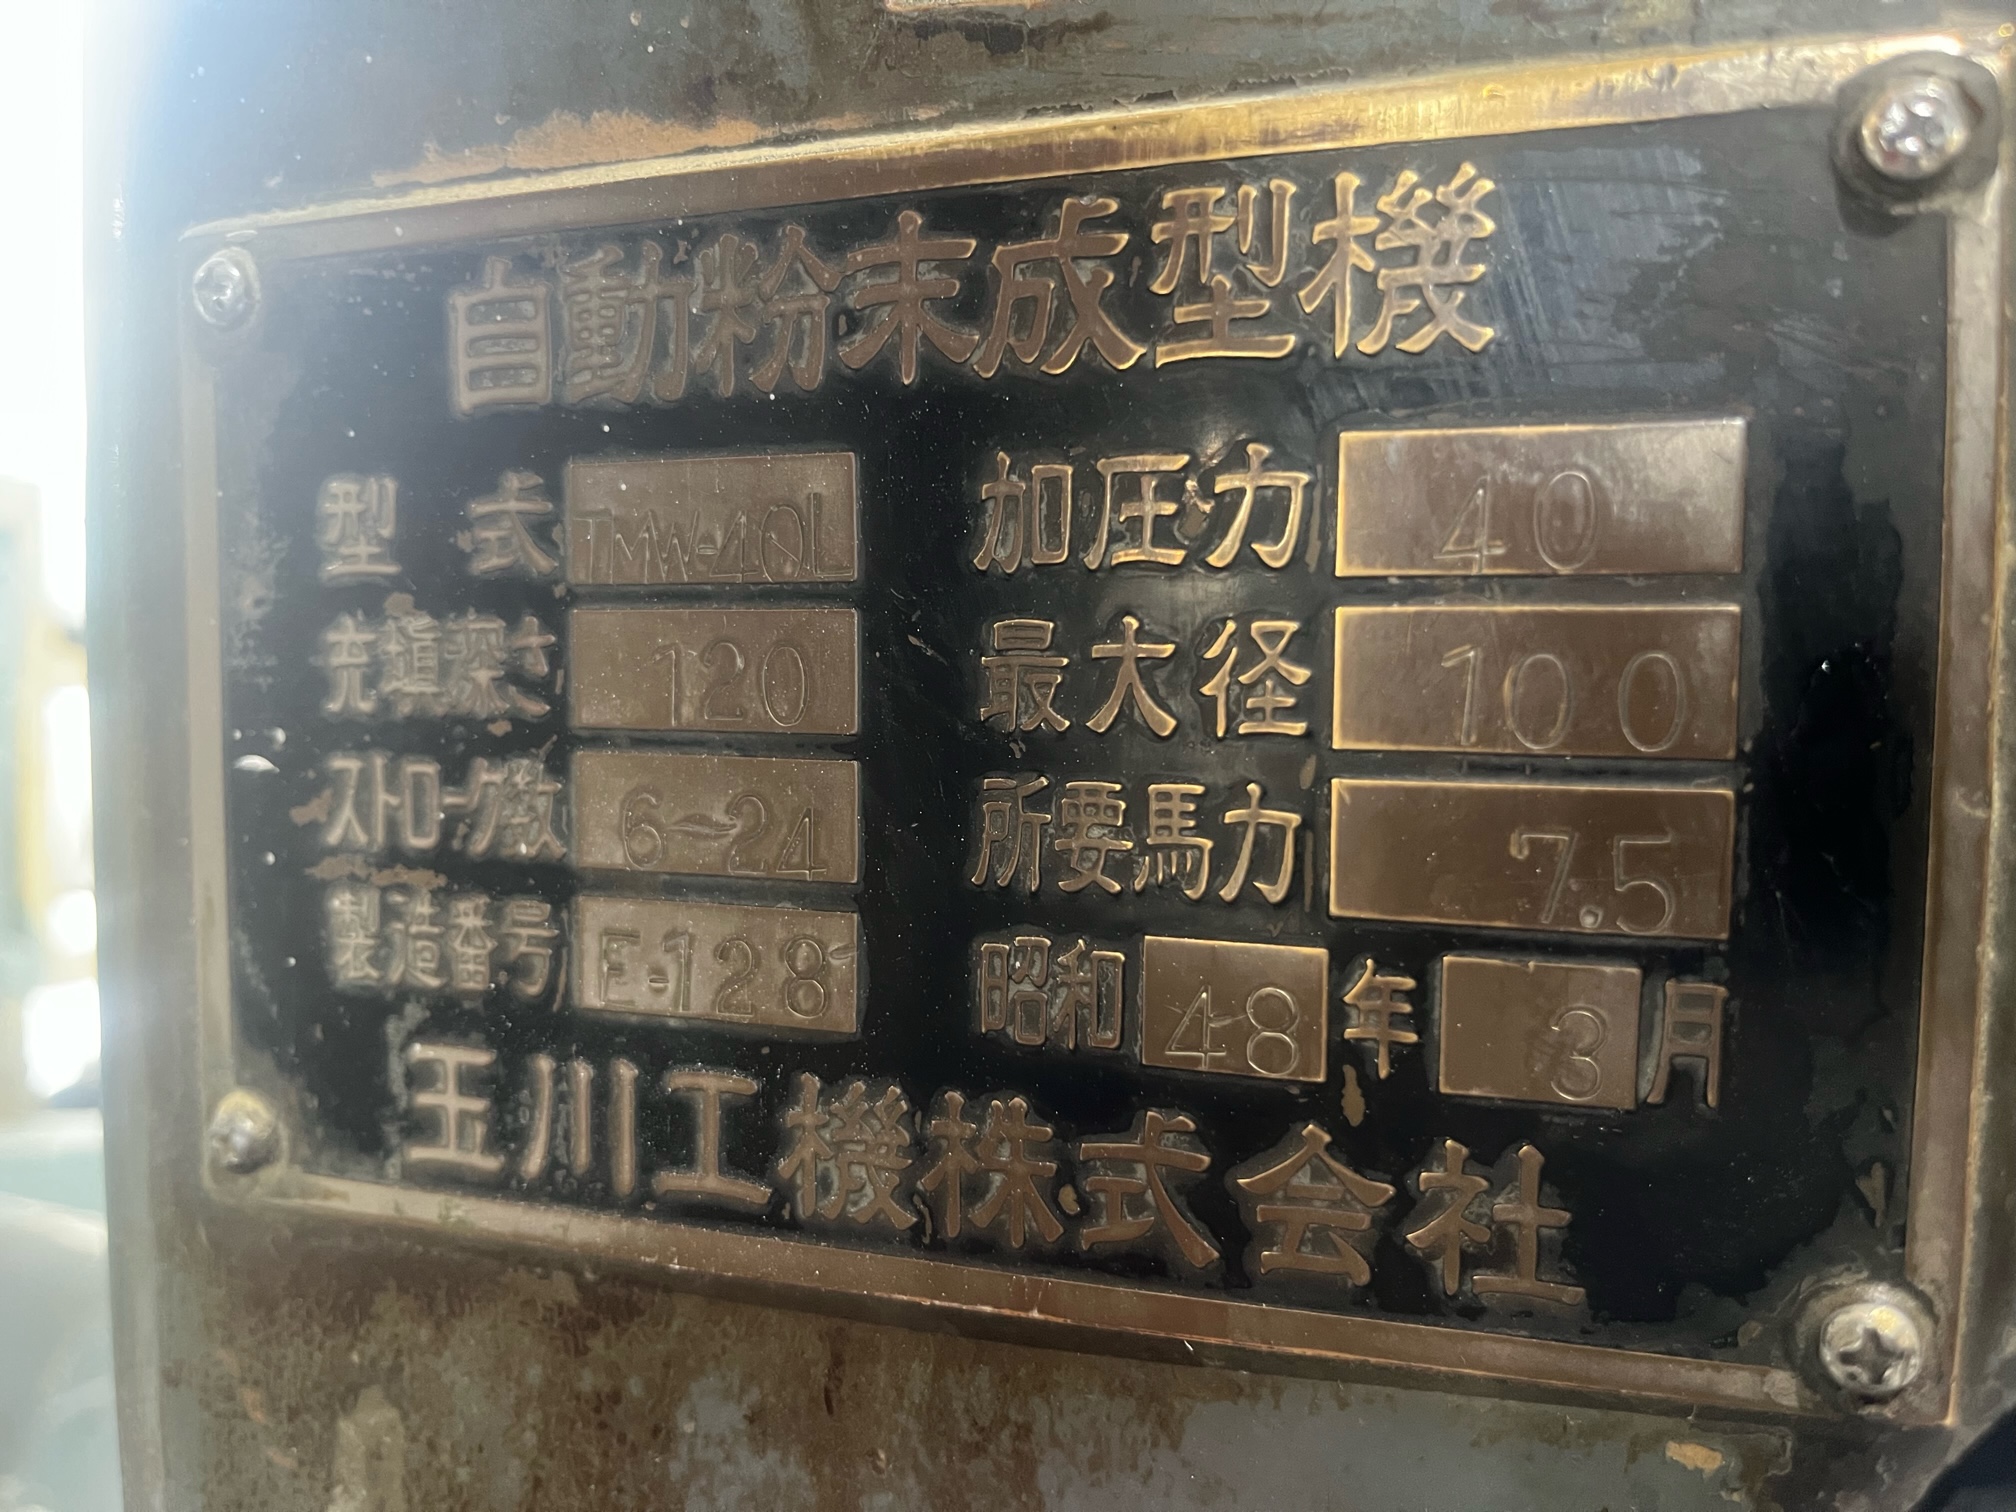 自動粉末成型機
型式 TMW-40L 加圧力 40
充填深さ 120 最大径 100
ストローク数 6-24 所要馬力 7.5
製造番号 E-128 昭和 48 年 3 月
玉川工機株式会社